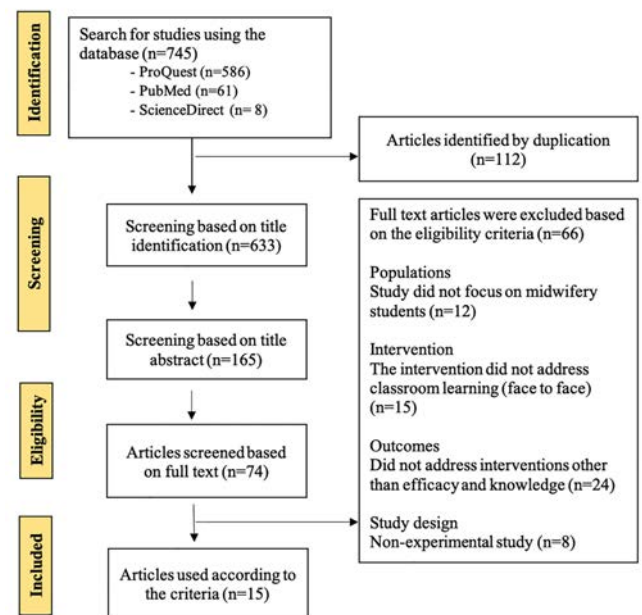 Identification
Search for studies using the
database (n=745)
- ProQuest (n=586)
- PubMed (n=61)
- ScienceDirect (n= 8)
Articles identified by duplication
(n=112)
Screening
Screening based on title
identification (n=633)
Screening based on title
abstract (n=165)
Full text articles were excluded based
on the eligibility criteria (n=66)
Populations
Study did not focus on midwifery
students (n=12)
Intervention
The intervention did not address
classroom learning (face to face)
(n=15)
Outcomes
Did not address interventions other
than efficacy and knowledge (n=24)
Study design
Non-experimental study (n=8)
Eligibility
Articles screened based
on full text (n=74)
Included
Articles used according to
the criteria (n=15)